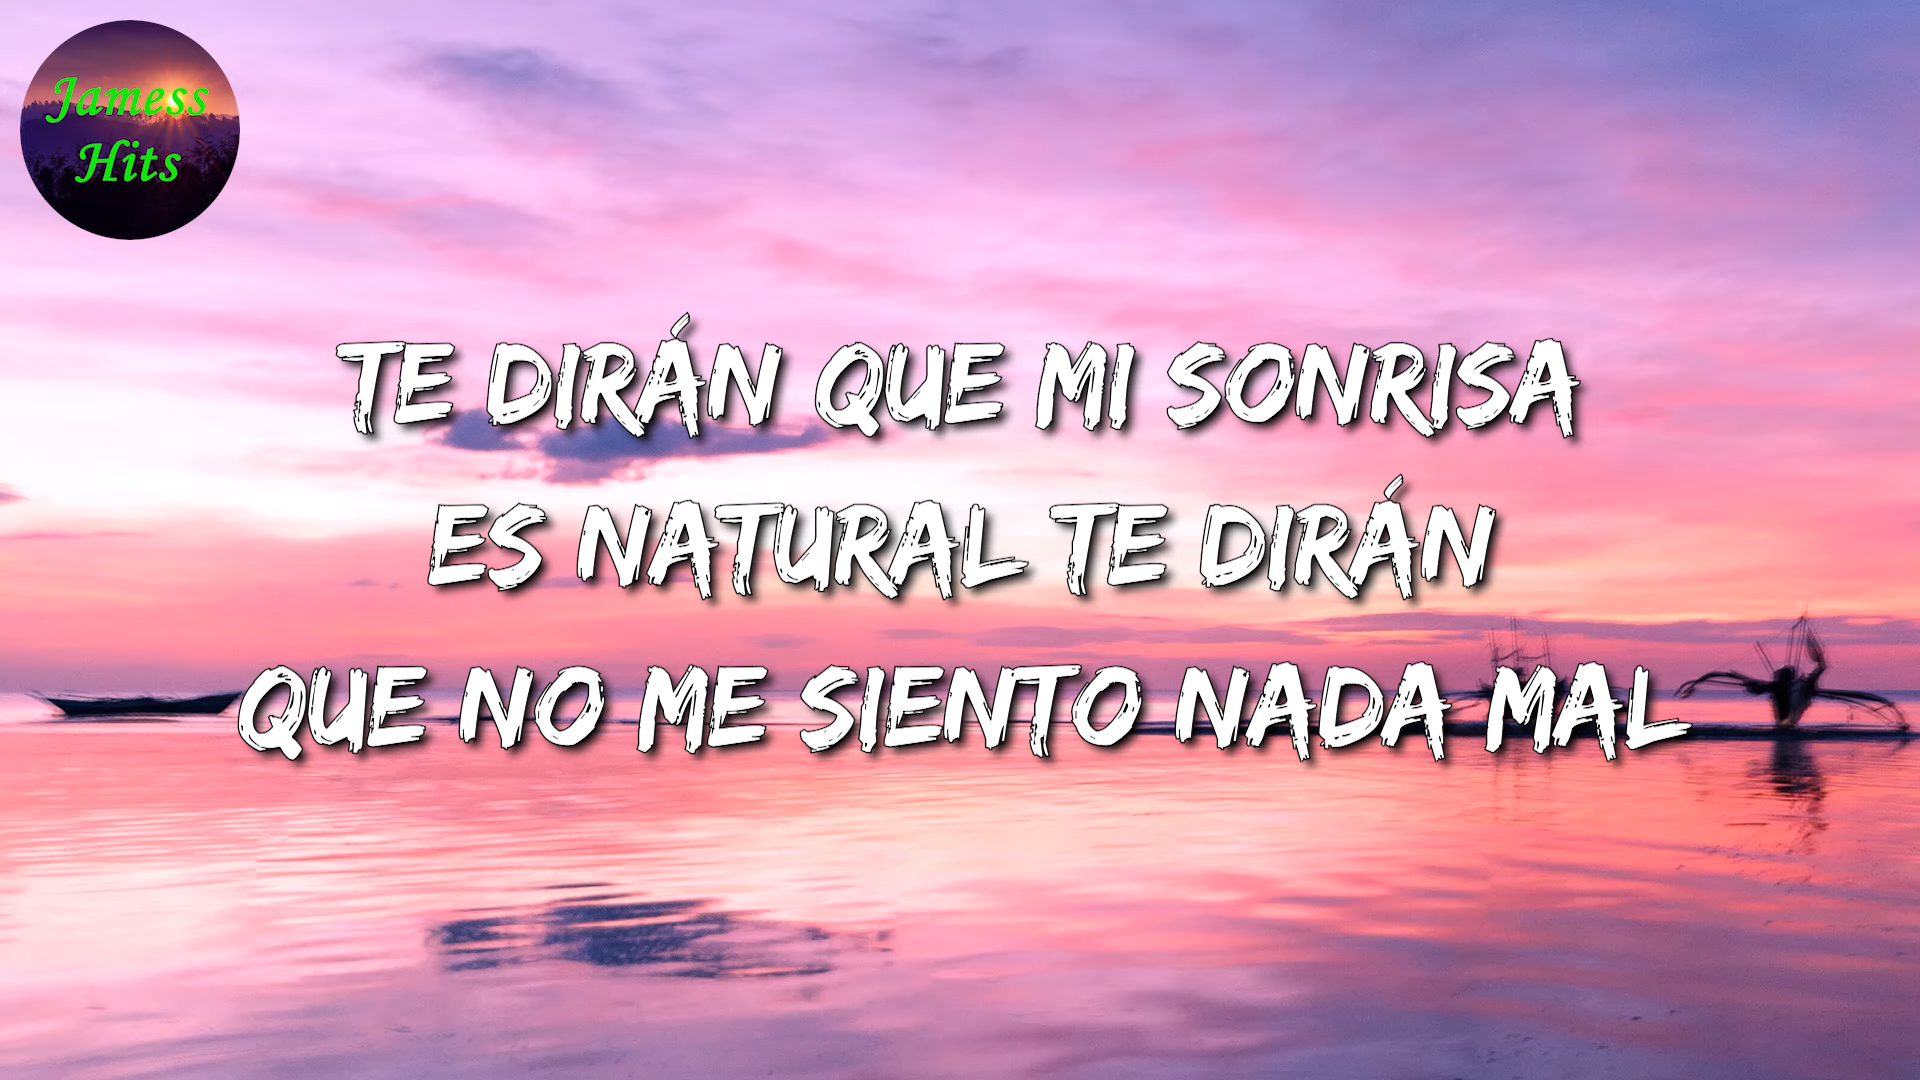 Jamess
Hits
TE DIRÁN QUE MI SONRISA
ES NATURAL TE DIRÁN
QUE NO ME SIENTO NADA MAL